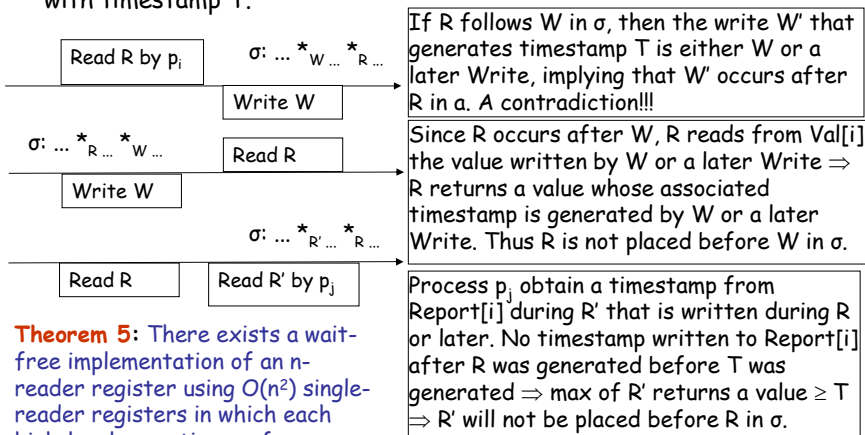 with timestamp T.
Read R by pᵢ
σ: ... *W ... *R ...
Write W
If R follows W in σ, then the write W' that
generates timestamp T is either W or a
later Write, implying that W' occurs after
R in a. A contradiction!!!
σ: ... *R ... *W ...
Read R
Write W
Since R occurs after W, R reads from Val[i]
the value written by W or a later Write ⇒
R returns a value whose associated
timestamp is generated by W or a later
Write. Thus R is not placed before W in σ.
σ: ... *R' ... *R ...
Read R
Read R' by pⱼ
Process pⱼ obtain a timestamp from
Report[i] during R' that is written during R
or later. No timestamp written to Report[i]
after R was generated before T was
generated ⇒ max of R' returns a value ≥ T
⇒ R' will not be placed before R in σ.
Theorem 5: There exists a wait-
free implementation of an n-
reader register using O(n²) single-
reader registers in which each